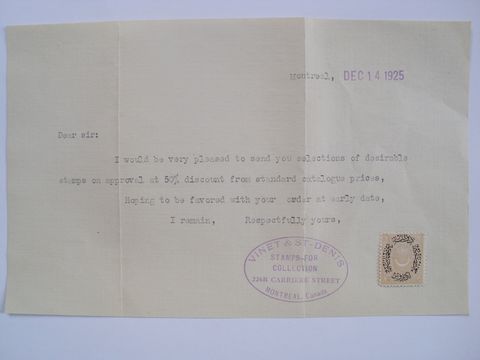 Montreal, DEC 14 1925
Dear sir:
I would be very pleased to send you selections of desirable
stamps on approval at 50% discount from standard catalogue prices,
Hoping to be favored with your order at early date,
I remain, Respectfully yours,
VINET & ST-DENIS
STAMPS-FOR
COLLECTION
CARRIERE STREET
MONTREAL, Canada